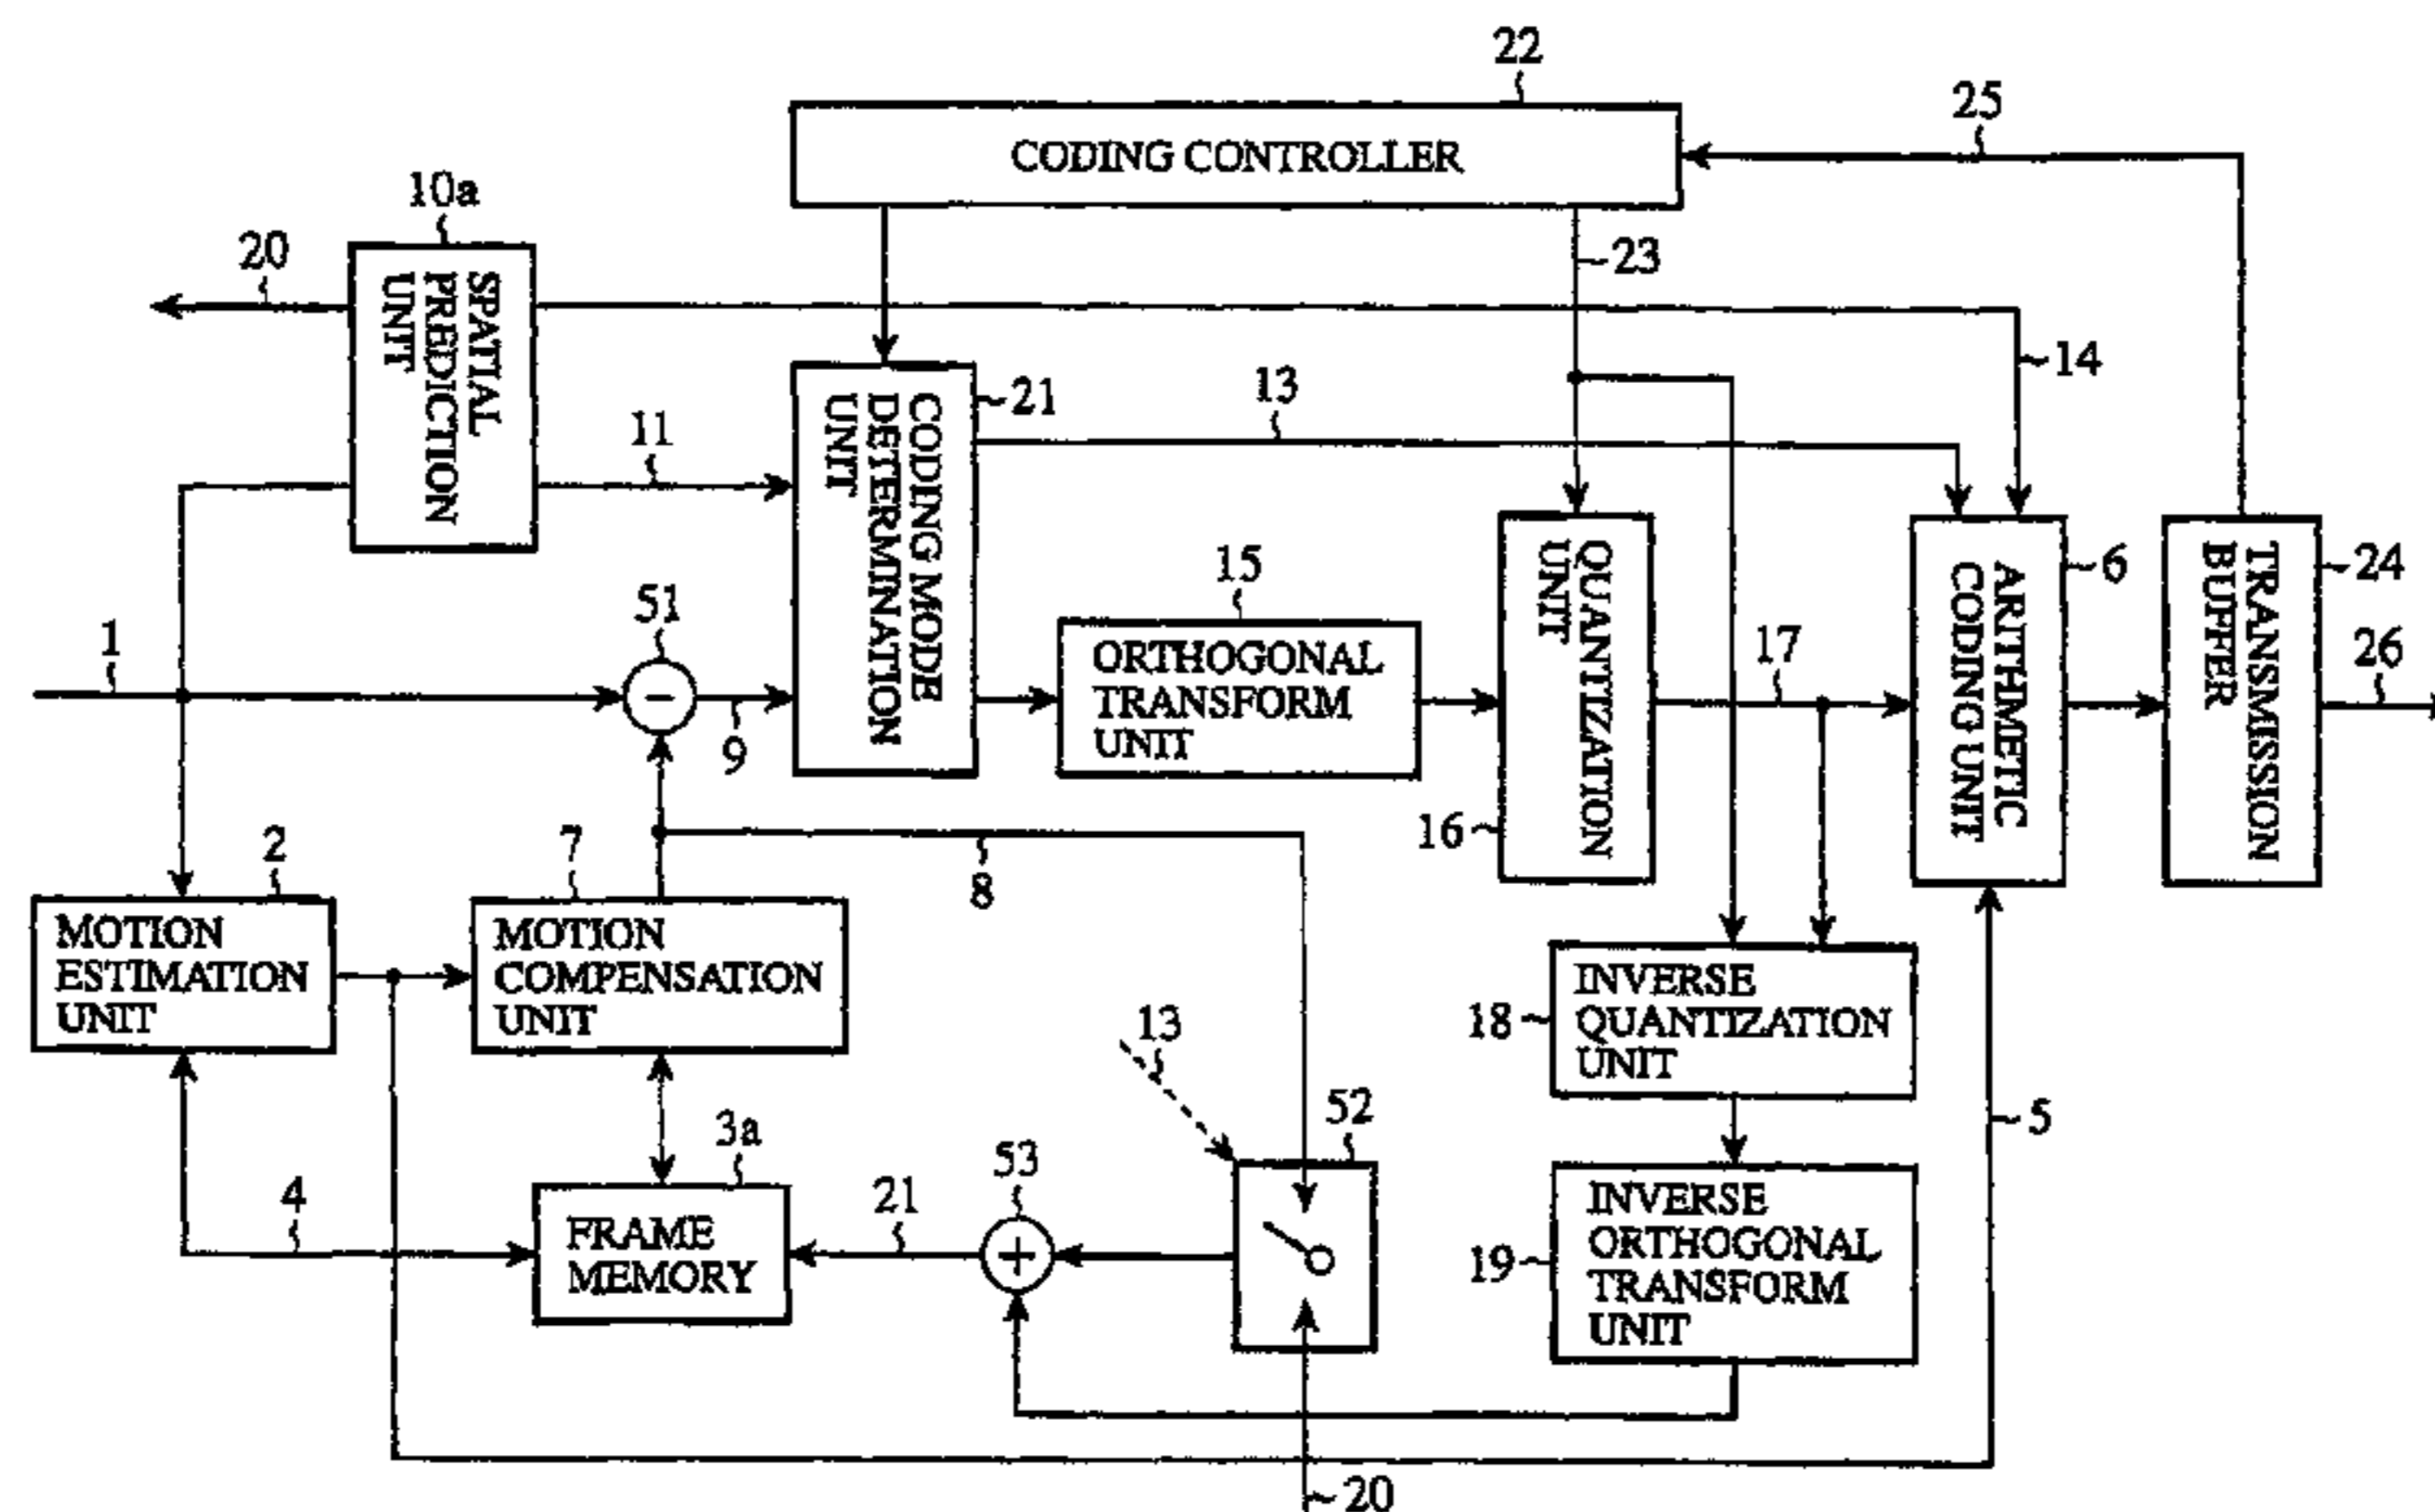 22
CODING CONTROLLER
25
10a
20
SPATIAL
PREDICTION
UNIT
23
14
13
21
CODING MODE
DETERMINATION
UNIT
11
QUANTIZATION
UNIT
16
ARITHMETIC
CODING UNIT
6
TRANSMISSION
BUFFER
24
26
15
ORTHOGONAL
TRANSFORM
UNIT
17
51
1
9
2
MOTION
ESTIMATION
UNIT
7
MOTION
COMPENSATION
UNIT
8
18
INVERSE
QUANTIZATION
UNIT
13
52
5
3a
FRAME
MEMORY
4
21
53
19
INVERSE
ORTHOGONAL
TRANSFORM
UNIT
20